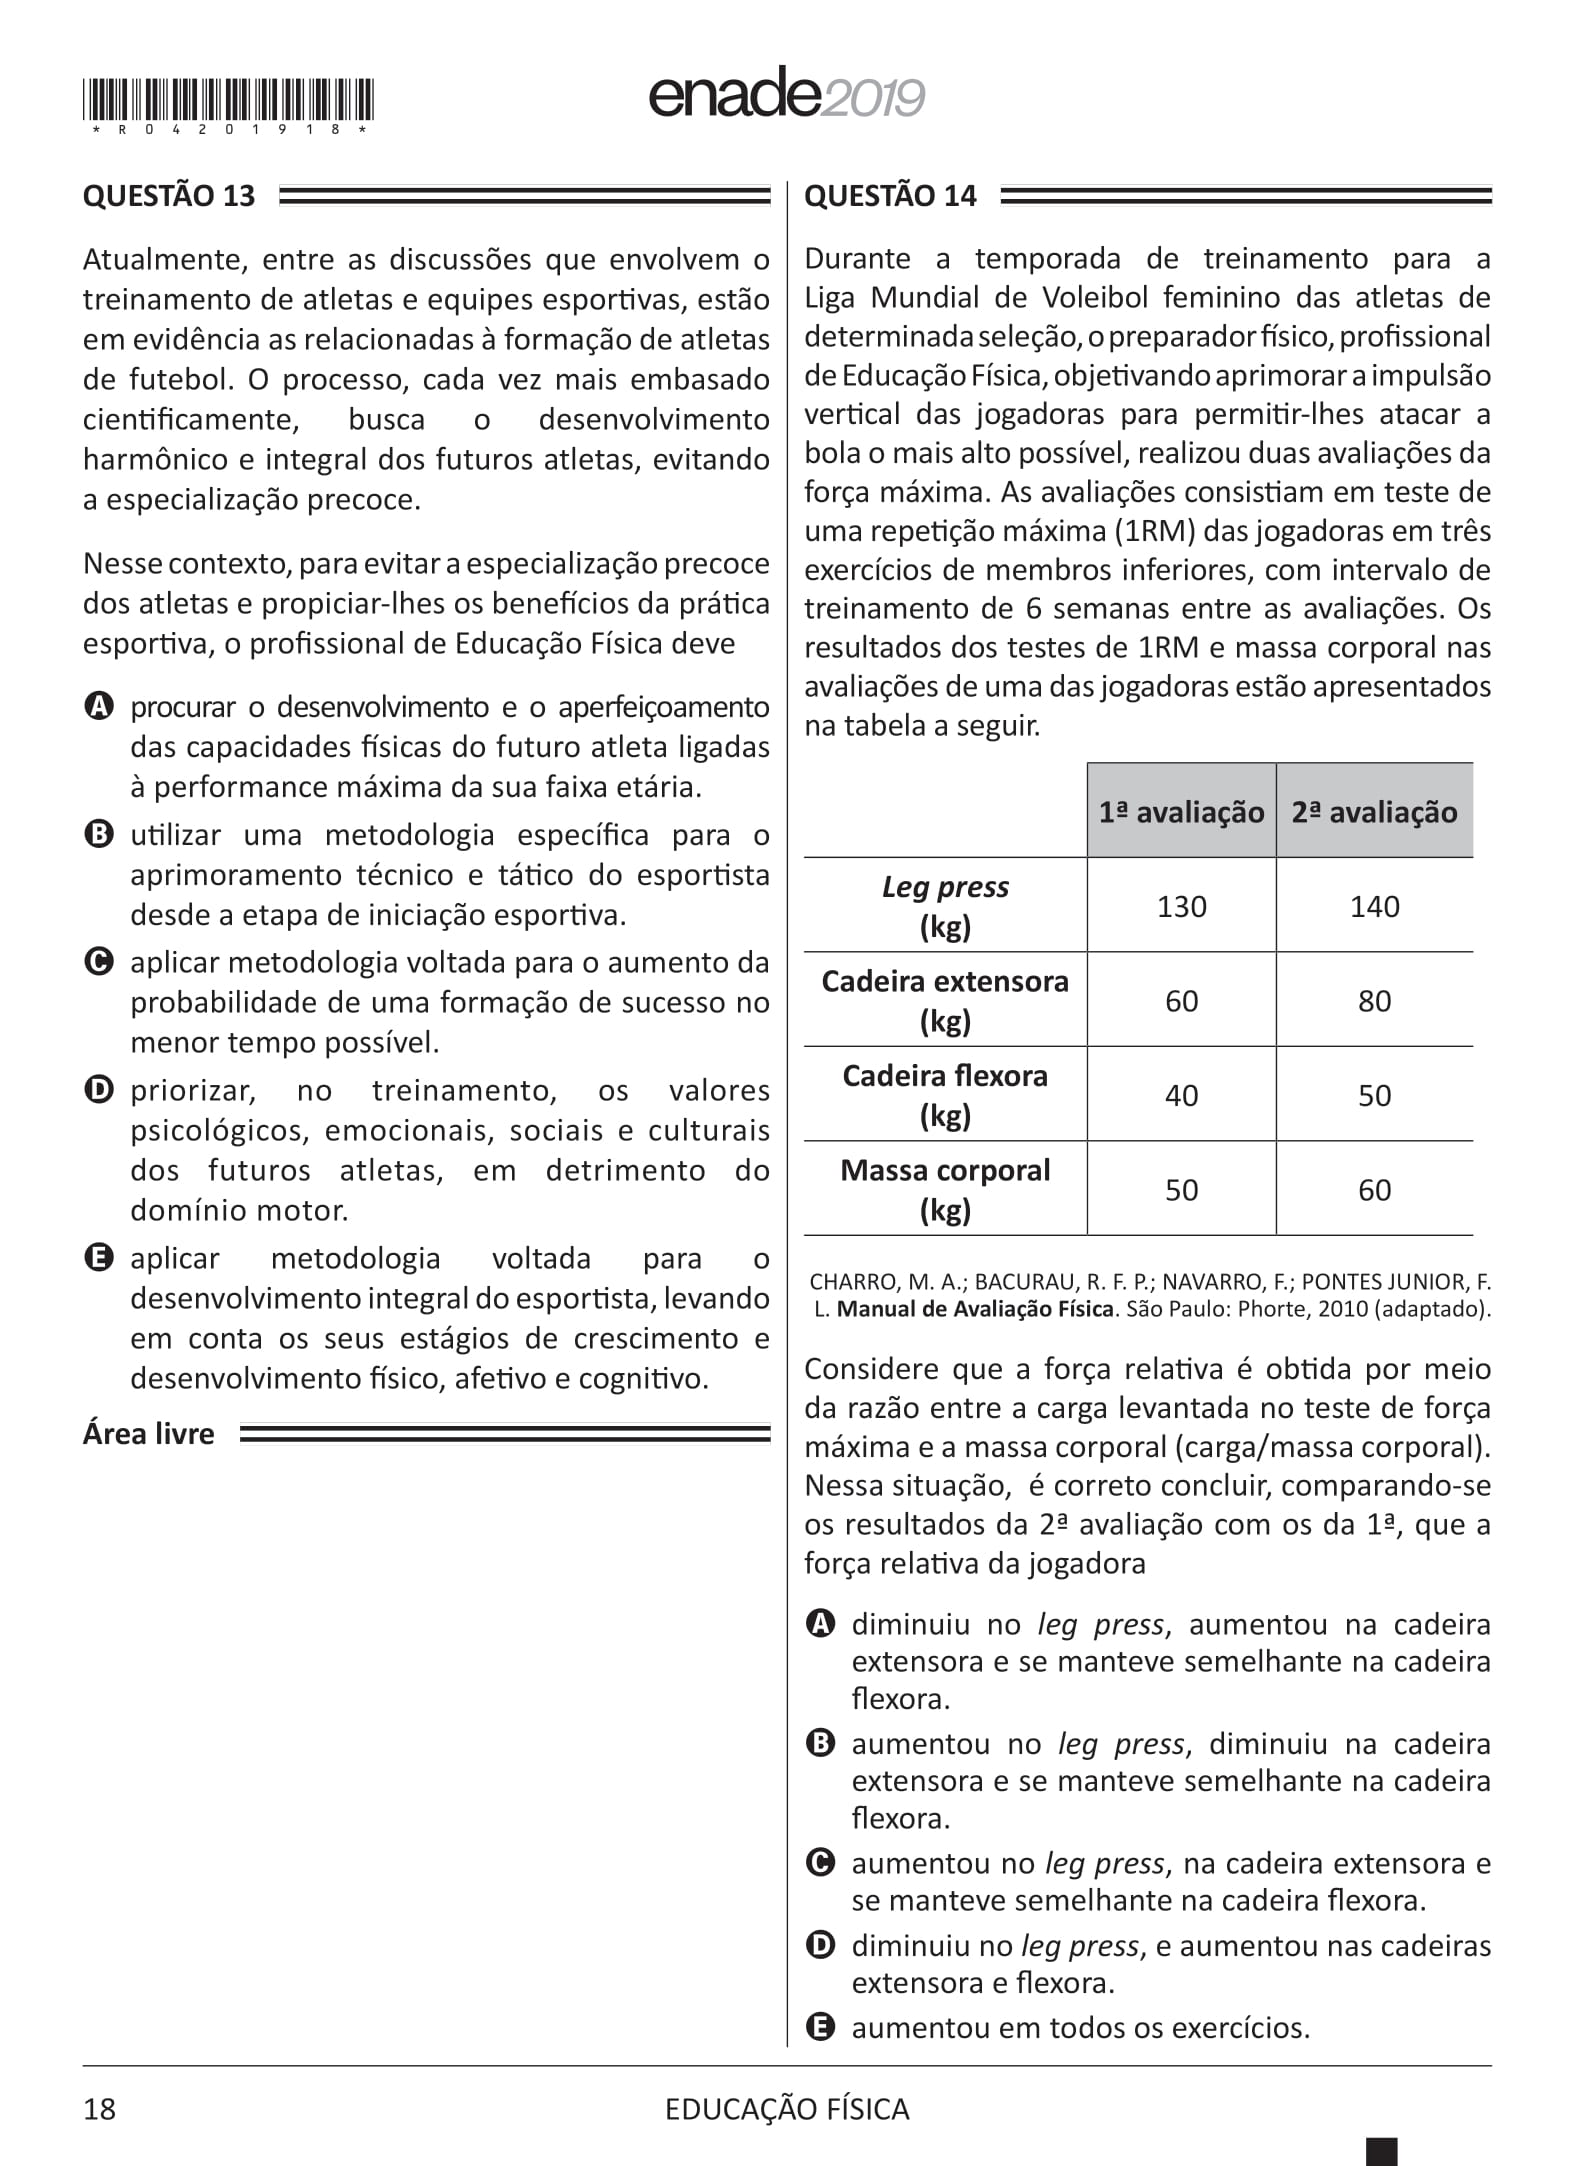 *R04201918*
enade2019
QUESTÃO 13
Atualmente, entre as discussões que envolvem o
treinamento de atletas e equipes esportivas, estão
em evidência as relacionadas à formação de atletas
de futebol. O processo, cada vez mais embasado
cientificamente, busca o desenvolvimento
harmônico e integral dos futuros atletas, evitando
a especialização precoce.
Nesse contexto, para evitar a especialização precoce
dos atletas e propiciar-lhes os benefícios da prática
esportiva, o profissional de Educação Física deve
A procurar o desenvolvimento e o aperfeiçoamento
das capacidades físicas do futuro atleta ligadas
à performance máxima da sua faixa etária.
B utilizar uma metodologia específica para o
aprimoramento técnico e tático do esportista
desde a etapa de iniciação esportiva.
C aplicar metodologia voltada para o aumento da
probabilidade de uma formação de sucesso no
menor tempo possível.
D priorizar, no treinamento, os valores
psicológicos, emocionais, sociais e culturais
dos futuros atletas, em detrimento do
domínio motor.
E aplicar metodologia voltada para o
desenvolvimento integral do esportista, levando
em conta os seus estágios de crescimento e
desenvolvimento físico, afetivo e cognitivo.
Área livre
QUESTÃO 14
Durante a temporada de treinamento para a
Liga Mundial de Voleibol feminino das atletas de
determinada seleção, o preparador físico, profissional
de Educação Física, objetivando aprimorar a impulsão
vertical das jogadoras para permitir-lhes atacar a
bola o mais alto possível, realizou duas avaliações da
força máxima. As avaliações consistiam em teste de
uma repetição máxima (1RM) das jogadoras em três
exercícios de membros inferiores, com intervalo de
treinamento de 6 semanas entre as avaliações. Os
resultados dos testes de 1RM e massa corporal nas
avaliações de uma das jogadoras estão apresentados
na tabela a seguir.
1ª avaliação 2ª avaliação
Leg press
(kg)
130 140
Cadeira extensora
(kg)
60 80
Cadeira flexora
(kg)
40 50
Massa corporal
(kg)
50 60
CHARRO, M. A.; BACURAU, R. F. P.; NAVARRO, F.; PONTES JUNIOR, F.
L. Manual de Avaliação Física. São Paulo: Phorte, 2010 (adaptado).
Considere que a força relativa é obtida por meio
da razão entre a carga levantada no teste de força
máxima e a massa corporal (carga/massa corporal).
Nessa situação, é correto concluir, comparando-se
os resultados da 2ª avaliação com os da 1ª, que a
força relativa da jogadora
A diminuiu no leg press, aumentou na cadeira
extensora e se manteve semelhante na cadeira
flexora.
B aumentou no leg press, diminuiu na cadeira
extensora e se manteve semelhante na cadeira
flexora.
C aumentou no leg press, na cadeira extensora e
se manteve semelhante na cadeira flexora.
D diminuiu no leg press, e aumentou nas cadeiras
extensora e flexora.
E aumentou em todos os exercícios.
18
EDUCAÇÃO FÍSICA